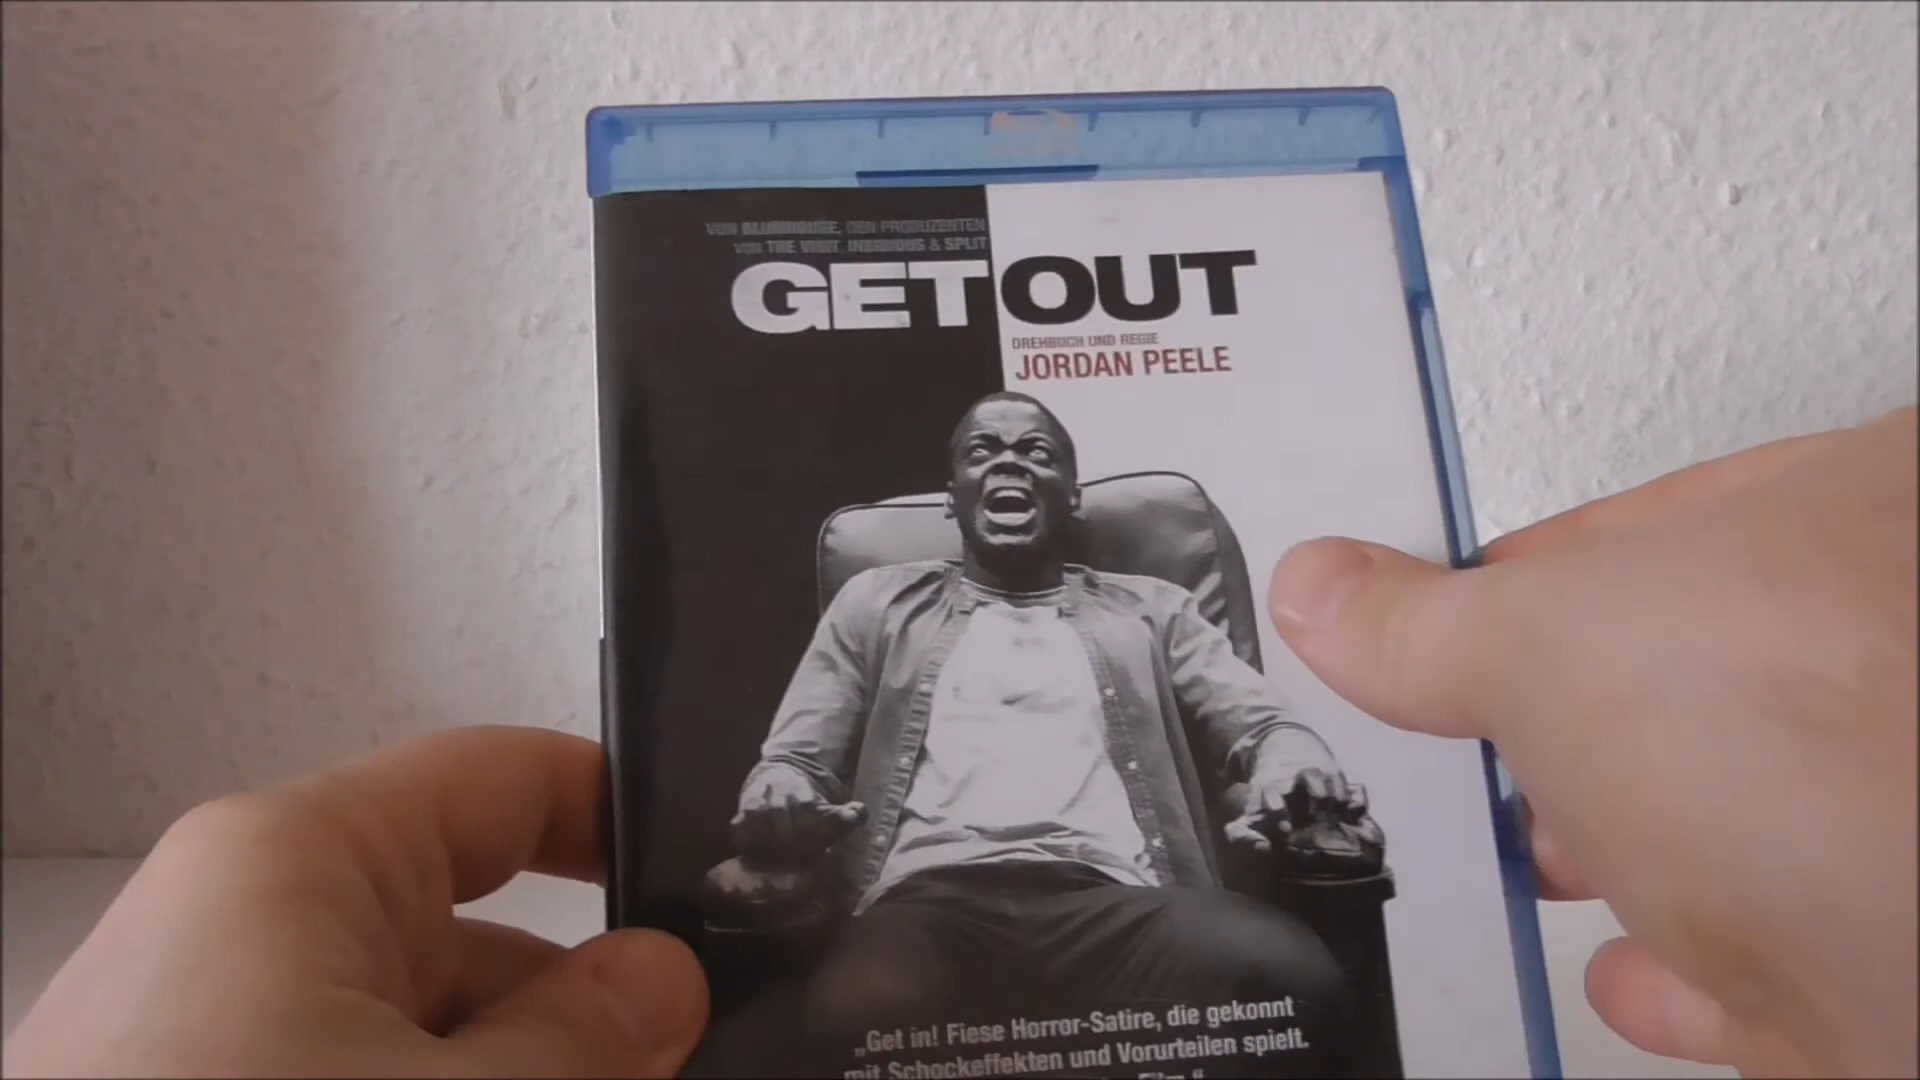 VON BLUMHOUSE, DEN PRODUZENTEN
VON THE VISIT, INSIDIOUS & SPLIT
GET OUT
DREHBUCH UND REGIE
JORDAN PEELE
„Get in! Fiese Horror-Satire, die gekonnt
mit Schockeffekten und Vorurteilen spielt.
Film.“